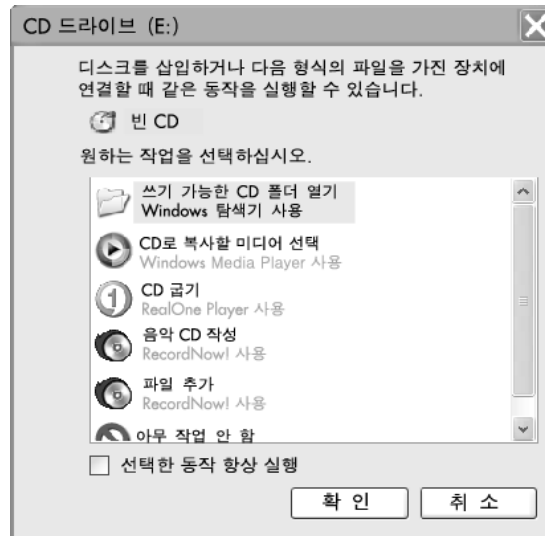 CD 드라이브 (E:)
디스크를 삽입하거나 다음 형식의 파일을 가진 장치에
연결할 때 같은 동작을 실행할 수 있습니다.
빈 CD
원하는 작업을 선택하십시오.
쓰기 가능한 CD 폴더 열기
Windows 탐색기 사용
CD로 복사할 미디어 선택
Windows Media Player 사용
CD 굽기
RealOne Player 사용
음악 CD 작성
RecordNow! 사용
파일 추가
RecordNow! 사용
아무 작업 안 함
선택한 동작 항상 실행
확 인 취 소